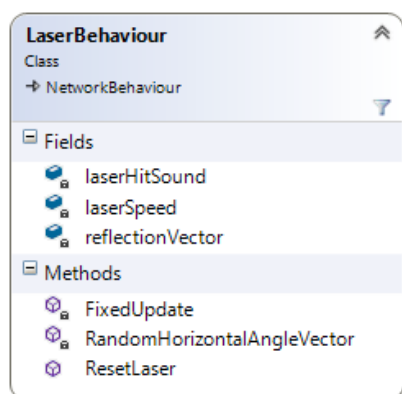 LaserBehaviour
Class
NetworkBehaviour
Fields
laserHitSound
laserSpeed
reflectionVector
Methods
FixedUpdate
RandomHorizontalAngleVector
ResetLaser